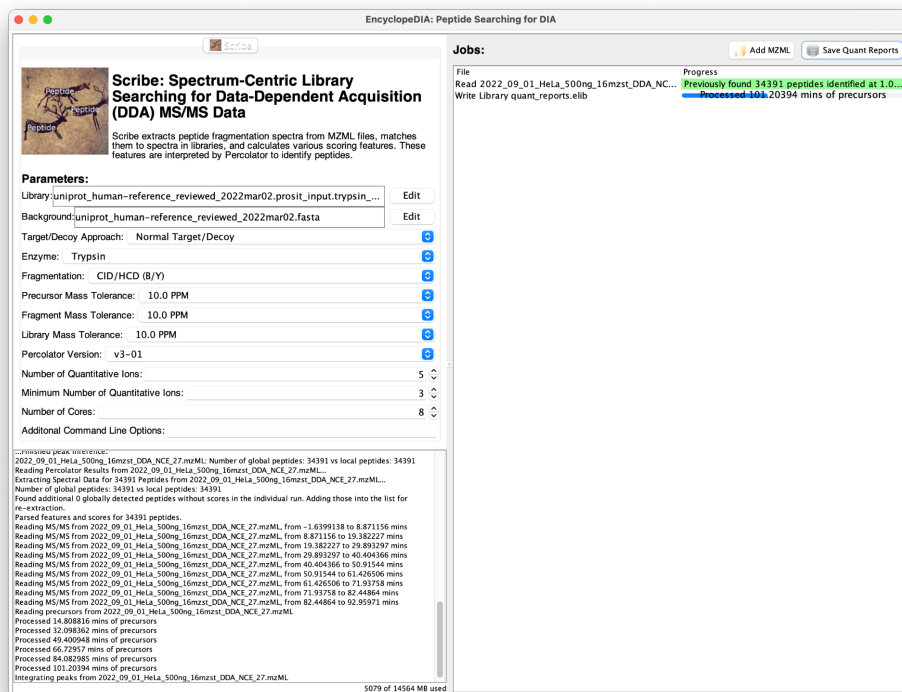 EncyclopeDIA: Peptide Searching for DIA
Scribe
Peptide
Peptide
Peptide
Scribe: Spectrum-Centric Library
Searching for Data-Dependent Acquisition
(DDA) MS/MS Data
Scribe extracts peptide fragmentation spectra from MZML files, matches
them to spectra in libraries, and calculates various scoring features. These
features are interpreted by Percolator to identify peptides.
Parameters:
Library: uniprot_human-reference_reviewed_2022mar02.prosit_input.trypsin_... Edit
Background: uniprot_human-reference_reviewed_2022mar02.fasta Edit
Target/Decoy Approach: Normal Target/Decoy
Enzyme: Trypsin
Fragmentation: CID/HCD (B/Y)
Precursor Mass Tolerance: 10.0 PPM
Fragment Mass Tolerance: 10.0 PPM
Library Mass Tolerance: 10.0 PPM
Percolator Version: v3-01
Number of Quantitative Ions: 5
Minimum Number of Quantitative Ions: 3
Number of Cores: 8
Additonal Command Line Options:
...Finished peak inference.
2022_09_01_HeLa_500ng_16mzst_DDA_NCE_27.mzML: Number of global peptides: 34391 vs local peptides: 34391
Reading Percolator Results from 2022_09_01_HeLa_500ng_16mzst_DDA_NCE_27.mzML...
Extracting Spectral Data for 34391 Peptides from 2022_09_01_HeLa_500ng_16mzst_DDA_NCE_27.mzML...
Number of global peptides: 34391 vs local peptides: 34391
Found additional 0 globally detected peptides without scores in the individual run. Adding those into the list for
re-extraction.
Parsed features and scores for 34391 peptides.
Reading MS/MS from 2022_09_01_HeLa_500ng_16mzst_DDA_NCE_27.mzML, from -1.6399138 to 8.871156 mins
Reading MS/MS from 2022_09_01_HeLa_500ng_16mzst_DDA_NCE_27.mzML, from 8.871156 to 19.382227 mins
Reading MS/MS from 2022_09_01_HeLa_500ng_16mzst_DDA_NCE_27.mzML, from 19.382227 to 29.893297 mins
Reading MS/MS from 2022_09_01_HeLa_500ng_16mzst_DDA_NCE_27.mzML, from 29.893297 to 40.404366 mins
Reading MS/MS from 2022_09_01_HeLa_500ng_16mzst_DDA_NCE_27.mzML, from 40.404366 to 50.91544 mins
Reading MS/MS from 2022_09_01_HeLa_500ng_16mzst_DDA_NCE_27.mzML, from 50.91544 to 61.426506 mins
Reading MS/MS from 2022_09_01_HeLa_500ng_16mzst_DDA_NCE_27.mzML, from 61.426506 to 71.93758 mins
Reading MS/MS from 2022_09_01_HeLa_500ng_16mzst_DDA_NCE_27.mzML, from 71.93758 to 82.44864 mins
Reading MS/MS from 2022_09_01_HeLa_500ng_16mzst_DDA_NCE_27.mzML, from 82.44864 to 92.95971 mins
Reading precursors from 2022_09_01_HeLa_500ng_16mzst_DDA_NCE_27.mzML
Processed 14.808816 mins of precursors
Processed 32.098362 mins of precursors
Processed 49.400948 mins of precursors
Processed 66.72957 mins of precursors
Processed 84.082985 mins of precursors
Processed 101.20394 mins of precursors
Integrating peaks from 2022_09_01_HeLa_500ng_16mzst_DDA_NCE_27.mzML
5079 of 14564 MB used
Jobs: Add MZML Save Quant Reports
File Progress
Read 2022_09_01_HeLa_500ng_16mzst_DDA_NC... Previously found 34391 peptides identified at 1.0...
Write Library quant_reports.elib Processed 101.20394 mins of precursors